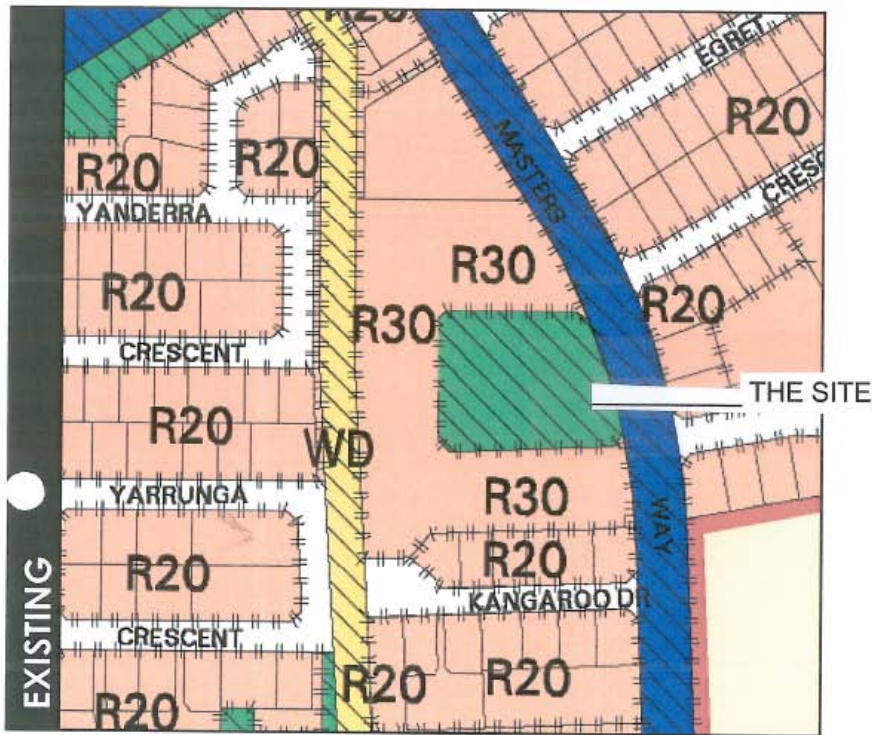 R20
EGRET
R20
MASTERS
R20
R20
CRESC
YANDERRA
R30
R20
R20
R30
CRESCENT
THE SITE
R20
WD
YARRUNGA
R30
WAY
R20
R20
KANGAROO DR
CRESCENT
R20
R20
R20
EXISTING